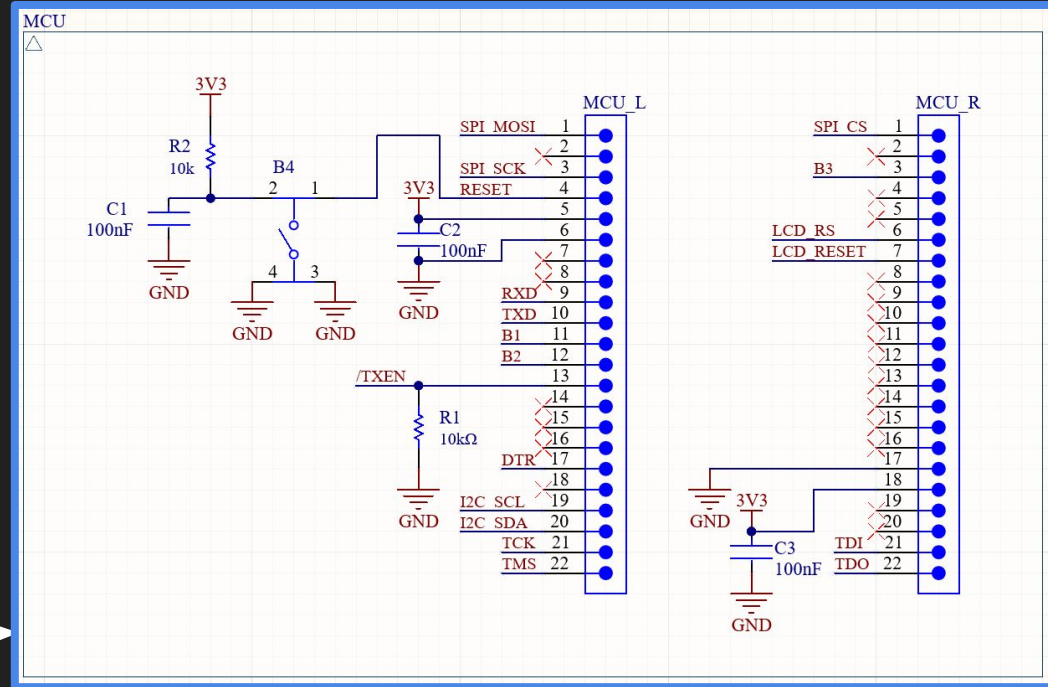 MCU
3V3
R2
10k
C1
100nF
GND
B4
2 1
4 3
GND GND
3V3
C2
100nF
GND
/TXEN
R1
10kΩ
GND
MCU_L
SPI_MOSI 1
2
SPI_SCK 3
RESET 4
5
6
7
8
RXD 9
TXD 10
B1 11
B2 12
13
14
15
16
DTR 17
18
I2C_SCL 19
I2C_SDA 20
TCK 21
TMS 22
MCU_R
SPI_CS 1
2
B3 3
4
5
LCD_RS 6
LCD_RESET 7
8
9
10
11
12
13
14
15
16
17
18
19
20
TDI 21
TDO 22
GND
3V3
C3
100nF
GND